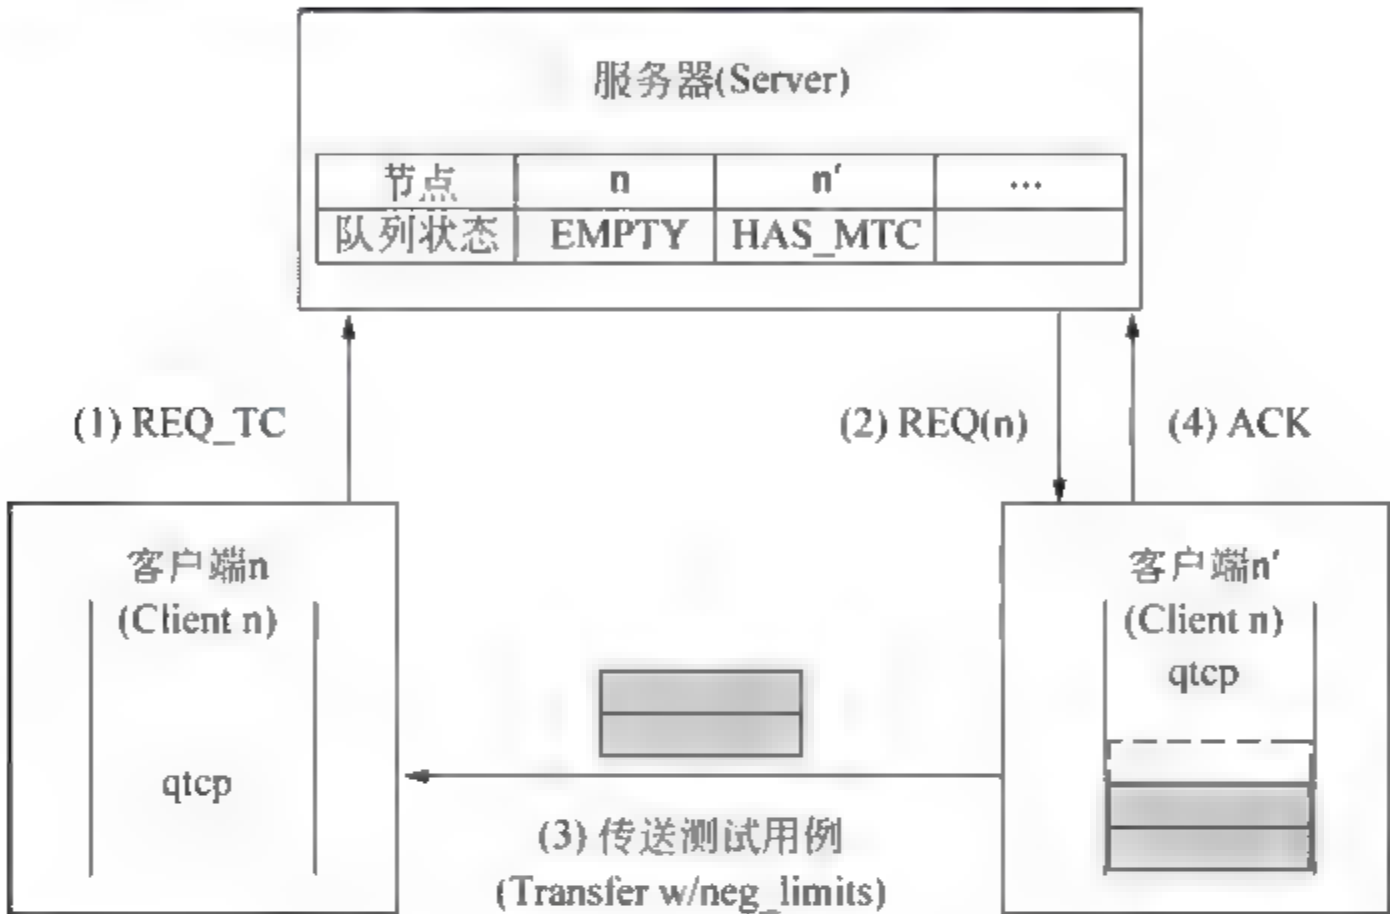 服务器(Server)
节点 n n′ ...
队列状态 EMPTY HAS_MTC
(1) REQ_TC
(2) REQ(n)
(4) ACK
客户端n
(Client n)
qtcp
客户端n′
(Client n)
qtcp
(3) 传送测试用例
(Transfer w/neg_limits)